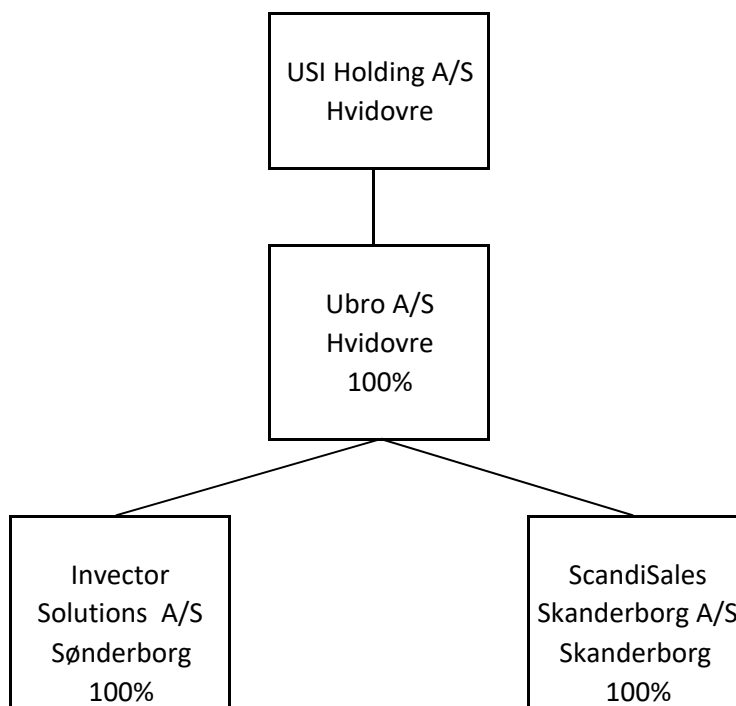 USI Holding A/S
Hvidovre
Ubro A/S
Hvidovre
100%
Invector
Solutions  A/S
Sønderborg
100%
ScandiSales
Skanderborg A/S
Skanderborg
100%